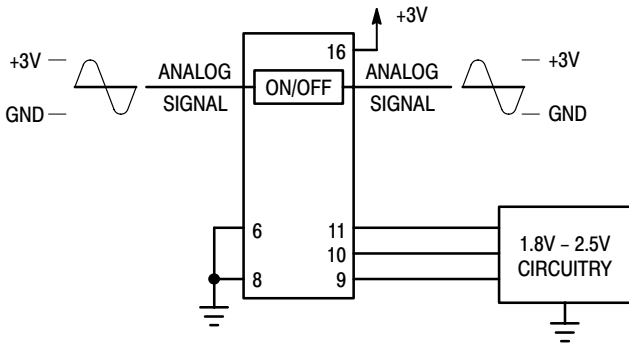 +3V
16
+3V
ANALOG
SIGNAL
ON/OFF
ANALOG
SIGNAL
+3V
GND
GND
6
11
10
8
9
1.8V – 2.5V
CIRCUITRY